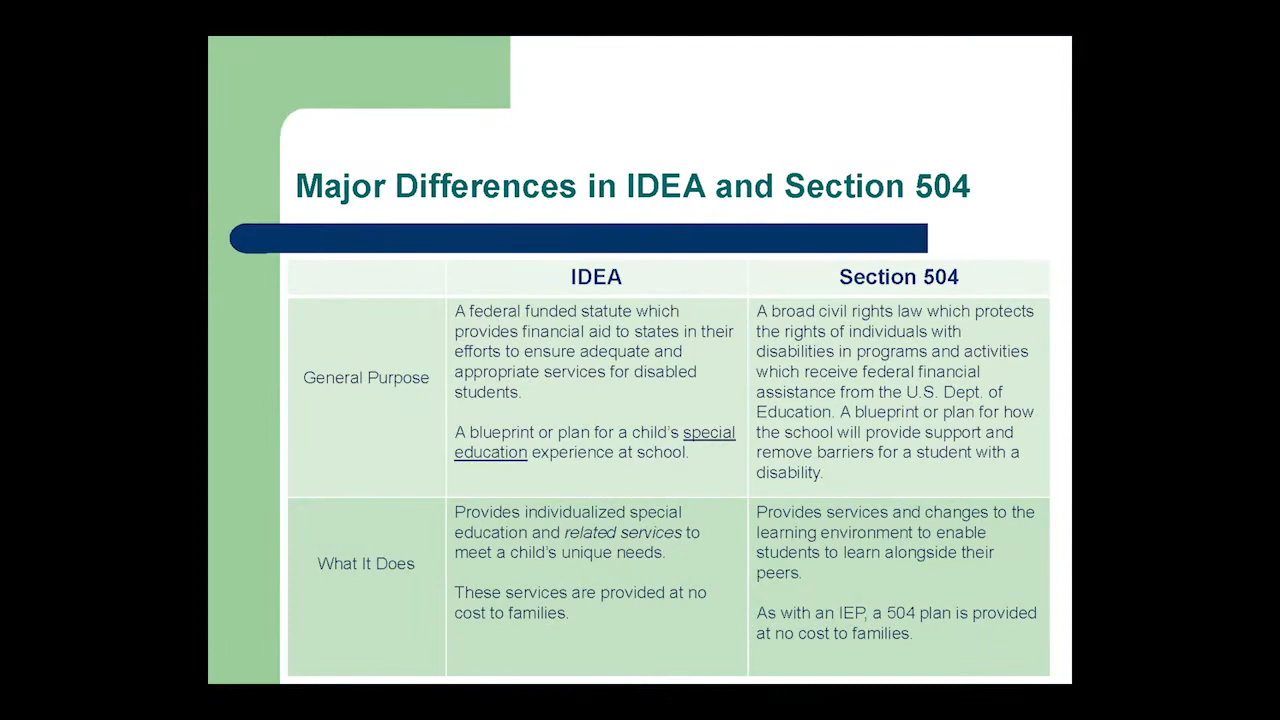 Major Differences in IDEA and Section 504
IDEA
Section 504
General Purpose
A federal funded statute which
provides financial aid to states in their
efforts to ensure adequate and
appropriate services for disabled
students.
A blueprint or plan for a child's special
education experience at school.
A broad civil rights law which protects
the rights of individuals with
disabilities in programs and activities
which receive federal financial
assistance from the U.S. Dept. of
Education. A blueprint or plan for how
the school will provide support and
remove barriers for a student with a
disability.
What It Does
Provides individualized special
education and related services to
meet a child's unique needs.
These services are provided at no
cost to families.
Provides services and changes to the
learning environment to enable
students to learn alongside their
peers.
As with an IEP, a 504 plan is provided
at no cost to families.